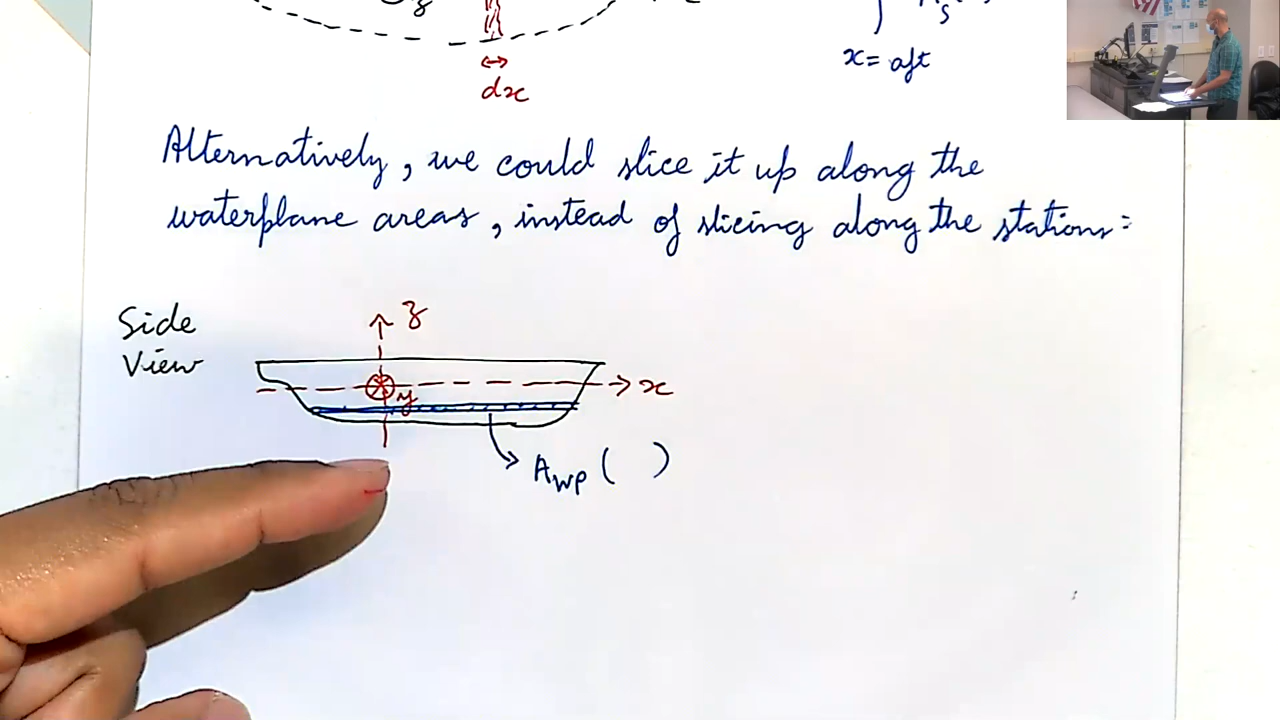 dx
x = aft
Alternatively, we could slice it up along the
waterplane areas, instead of slicing along the stations:
Side
View
z
x
y
A_WP ( )